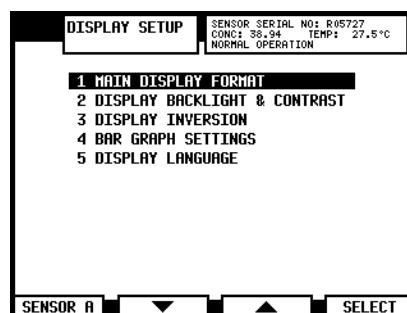 DISPLAY SETUP
SENSOR SERIAL NO: R05727
CONC: 38.94 TEMP: 27.5°C
NORMAL OPERATION
1 MAIN DISPLAY FORMAT
2 DISPLAY BACKLIGHT & CONTRAST
3 DISPLAY INVERSION
4 BAR GRAPH SETTINGS
5 DISPLAY LANGUAGE
SENSOR A SELECT